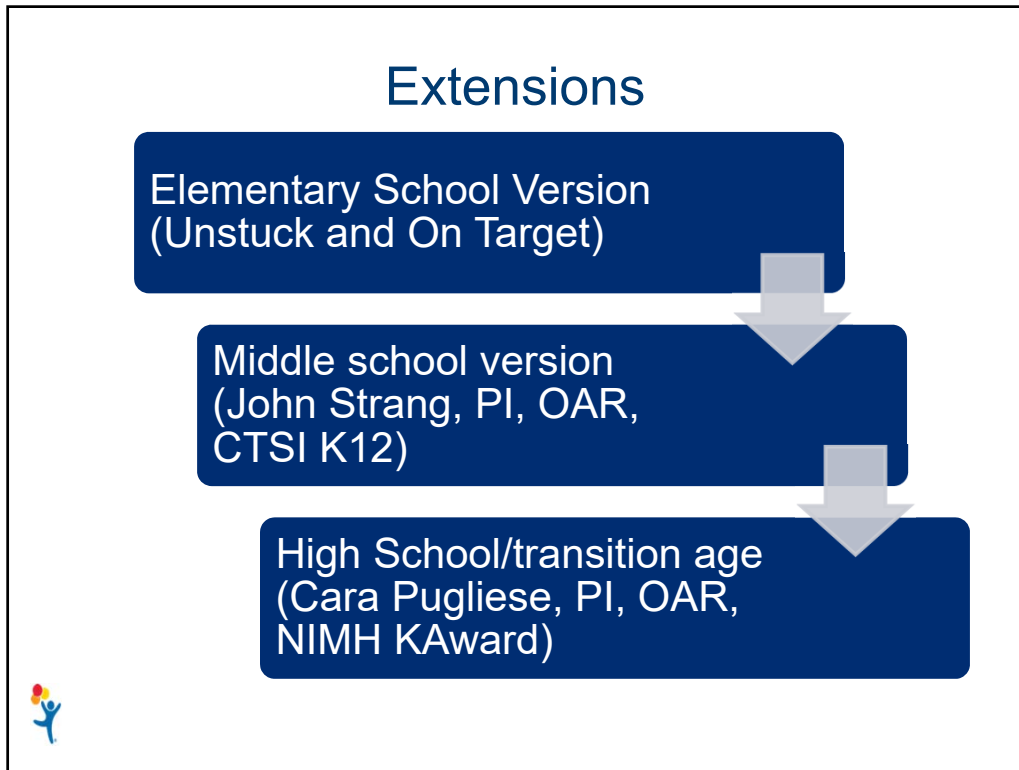 Extensions
Elementary School Version
(Unstuck and On Target)
Middle school version
(John Strang, PI, OAR,
CTSI K12)
High School/transition age
(Cara Pugliese, PI, OAR,
NIMH KAward)